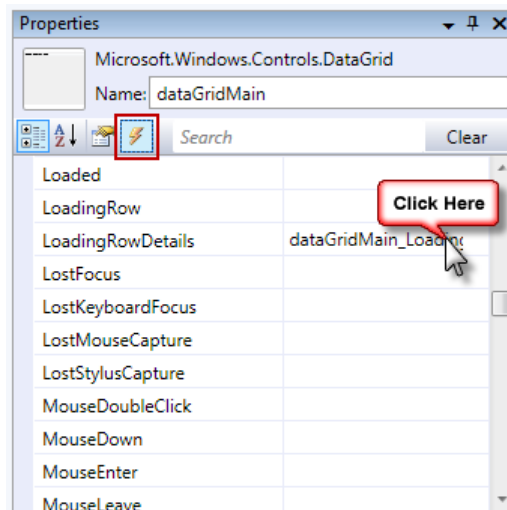 Properties
Microsoft.Windows.Controls.DataGrid
Name: dataGridMain
Search Clear
Loaded
LoadingRow
Click Here
LoadingRowDetails dataGridMain_Loading
LostFocus
LostKeyboardFocus
LostMouseCapture
LostStylusCapture
MouseDoubleClick
MouseDown
MouseEnter
MouseLeave